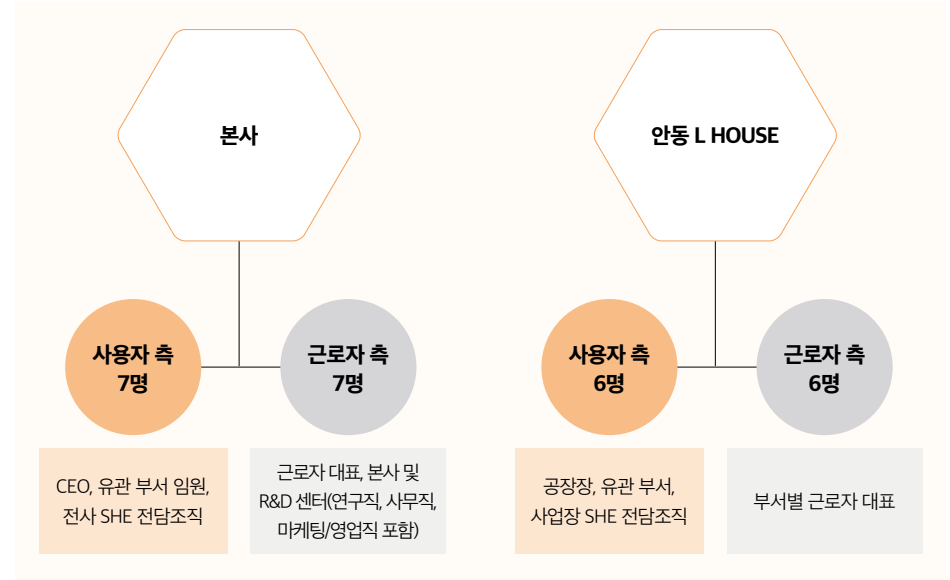 본사
안동 L HOUSE
사용자 측
7명
근로자 측
7명
사용자 측
6명
근로자 측
6명
CEO, 유관 부서 임원,
전사 SHE 전담조직
근로자 대표, 본사 및
R&D 센터(연구직, 사무직,
마케팅/영업직 포함)
공장장, 유관 부서,
사업장 SHE 전담조직
부서별 근로자 대표